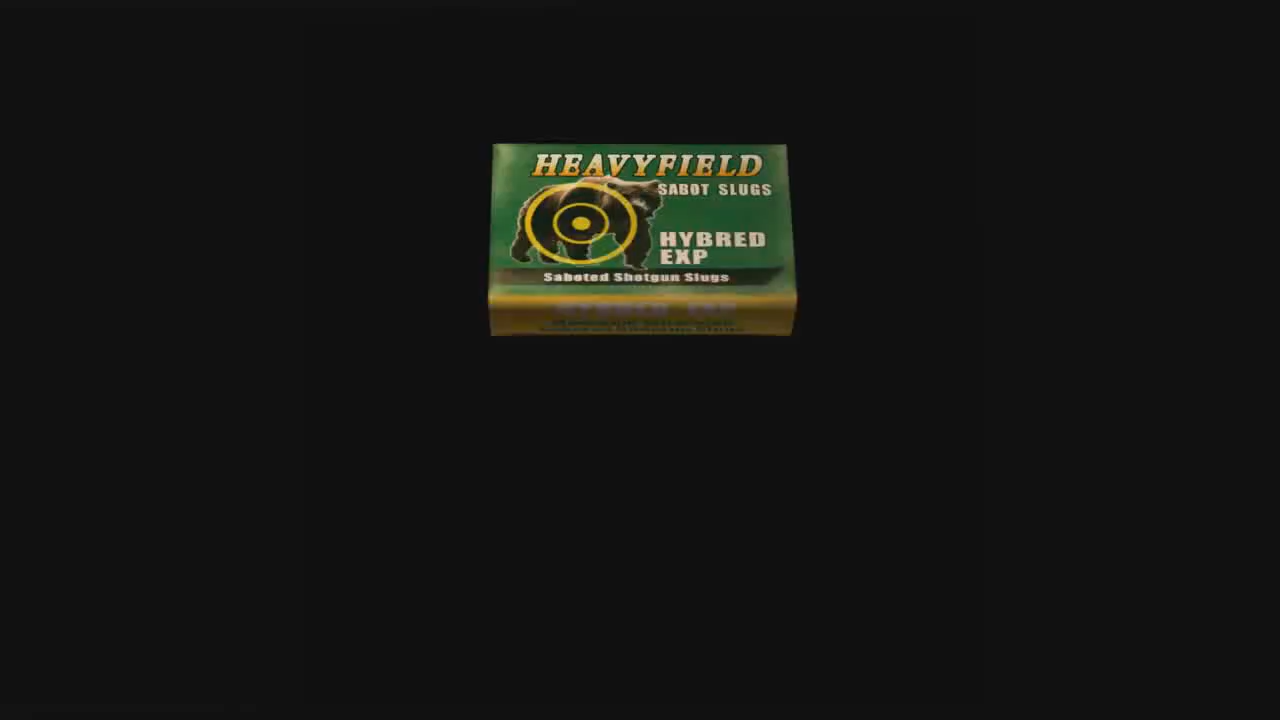 HEAVYFIELD
SABOT SLUGS
HYBRED
EXP
Saboted Shotgun Slugs